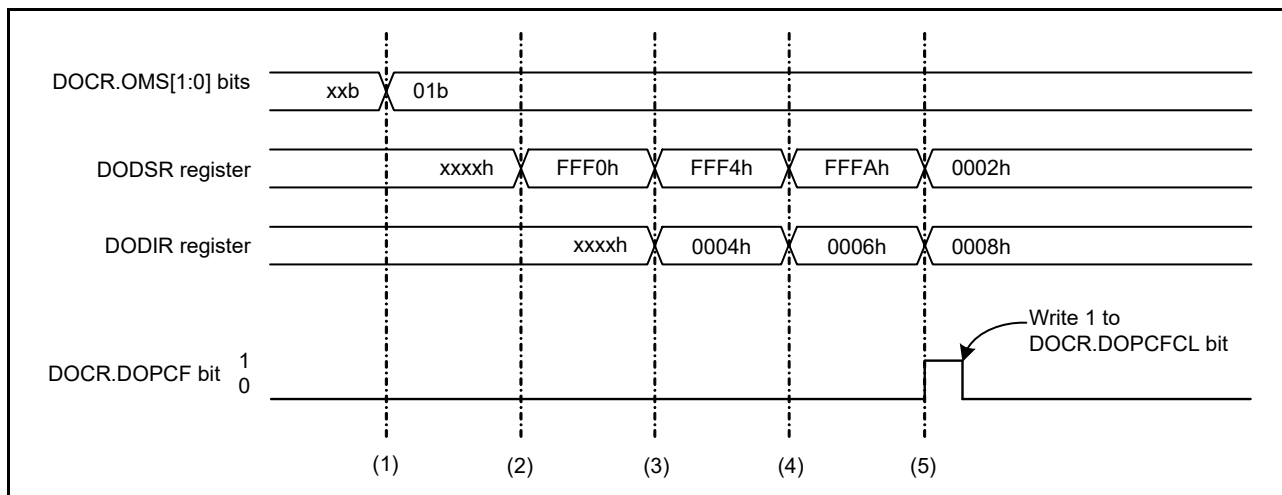 DOCR.OMS[1:0] bits xxb 01b
DODSR register xxxxh FFF0h FFF4h FFFAh 0002h
DODIR register xxxxh 0004h 0006h 0008h
Write 1 to
DOCR.DOPCFCL bit
DOCR.DOPCF bit 1
0
(1) (2) (3) (4) (5)